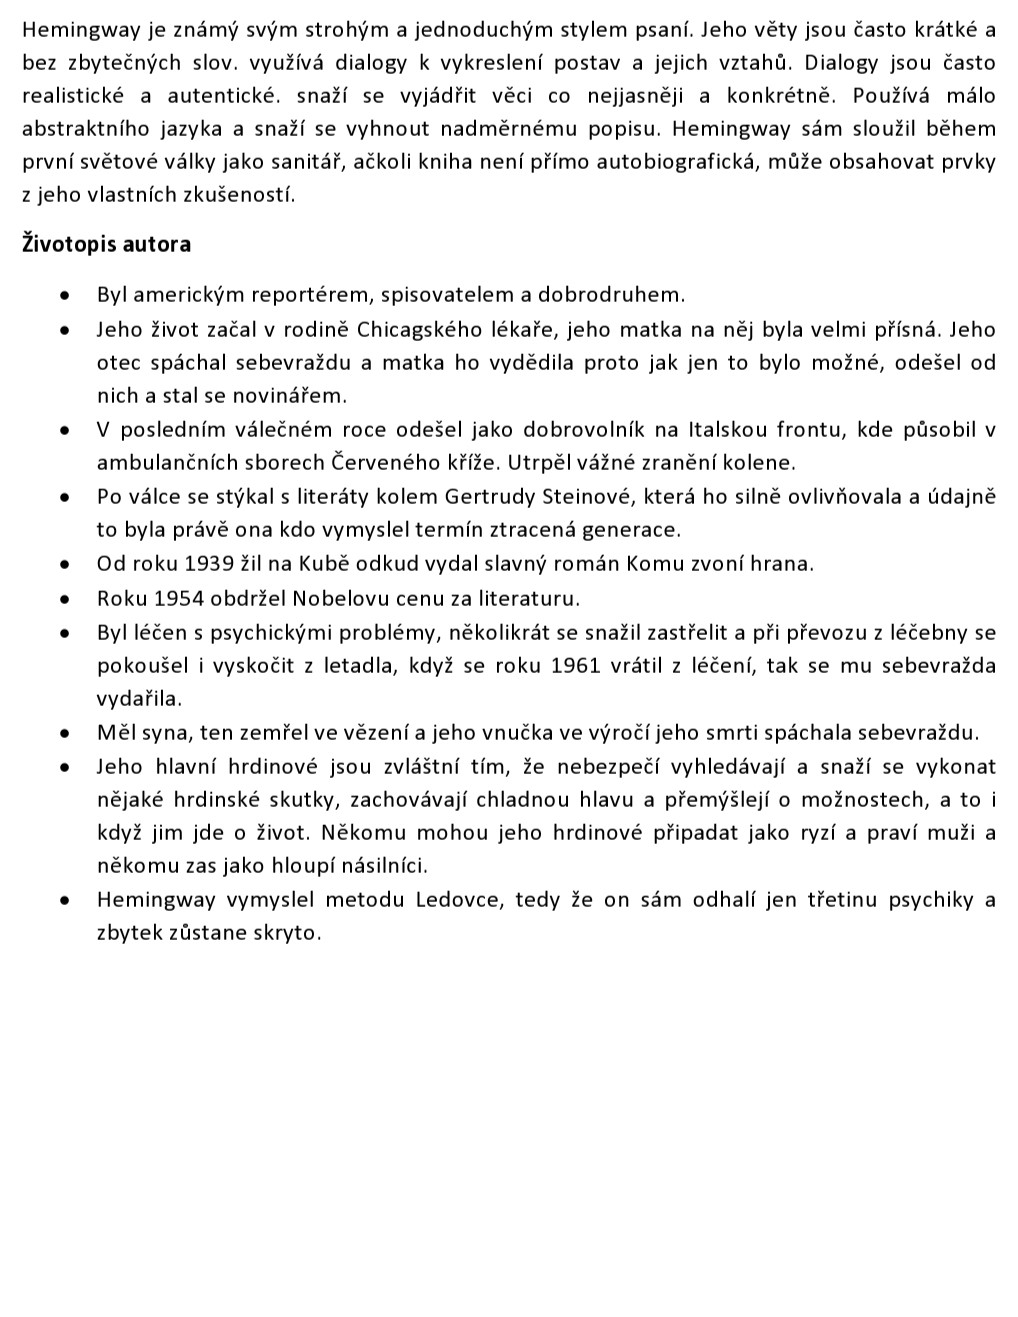 Hemingway je známý svým strohým a jednoduchým stylem psaní. Jeho věty jsou často krátké a
bez zbytečných slov. využívá dialogy k vykreslení postav a jejich vztahů. Dialogy jsou často
realistické a autentické. snaží se vyjádřit věci co nejjasněji a konkrétně. Používá málo
abstraktního jazyka a snaží se vyhnout nadměrnému popisu. Hemingway sám sloužil během
první světové války jako sanitář, ačkoli kniha není přímo autobiografická, může obsahovat prvky
z jeho vlastních zkušeností.
Životopis autora
• Byl americkým reportérem, spisovatelem a dobrodruhem.
• Jeho život začal v rodině Chicagského lékaře, jeho matka na něj byla velmi přísná. Jeho
otec spáchal sebevraždu a matka ho vydědila proto jak jen to bylo možné, odešel od
nich a stal se novinářem.
• V posledním válečném roce odešel jako dobrovolník na Italskou frontu, kde působil v
ambulančních sborech Červeného kříže. Utrpěl vážné zranění kolene.
• Po válce se stýkal s literáty kolem Gertrudy Steinové, která ho silně ovlivňovala a údajně
to byla právě ona kdo vymyslel termín ztracená generace.
• Od roku 1939 žil na Kubě odkud vydal slavný román Komu zvoní hrana.
• Roku 1954 obdržel Nobelovu cenu za literaturu.
• Byl léčen s psychickými problémy, několikrát se snažil zastřelit a při převozu z léčebny se
pokoušel i vyskočit z letadla, když se roku 1961 vrátil z léčení, tak se mu sebevražda
vydařila.
• Měl syna, ten zemřel ve vězení a jeho vnučka ve výročí jeho smrti spáchala sebevraždu.
• Jeho hlavní hrdinové jsou zvláštní tím, že nebezpečí vyhledávají a snaží se vykonat
nějaké hrdinské skutky, zachovávají chladnou hlavu a přemýšlejí o možnostech, a to i
když jim jde o život. Někomu mohou jeho hrdinové připadat jako ryzí a praví muži a
někomu zas jako hloupí násilníci.
• Hemingway vymyslel metodu Ledovce, tedy že on sám odhalí jen třetinu psychiky a
zbytek zůstane skryto.